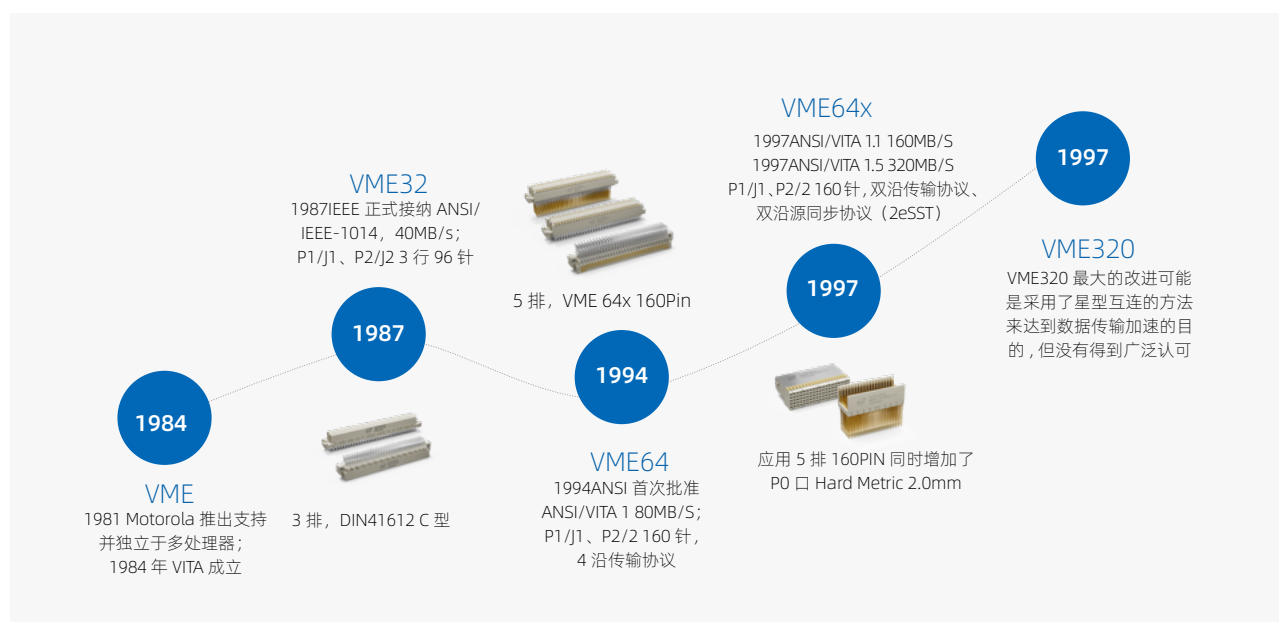 1984
VME
1981 Motorola 推出支持
并独立于多处理器；
1984 年 VITA 成立
VME32
1987IEEE 正式接纳 ANSI/
IEEE-1014，40MB/s；
P1/J1、P2/J2 3 行 96 针
1987
3 排，DIN41612 C 型
5 排，VME 64x 160Pin
1994
VME64
1994ANSI 首次批准
ANSI/VITA 1 80MB/S；
P1/J1、P2/2 160 针，
4 沿传输协议
VME64x
1997ANSI/VITA 1.1 160MB/S
1997ANSI/VITA 1.5 320MB/S
P1/J1、P2/2 160 针，双沿传输协议、
双沿源同步协议（2eSST）
1997
应用 5 排 160PIN 同时增加了
P0 口 Hard Metric 2.0mm
1997
VME320
VME320 最大的改进可能
是采用了星型互连的方法
来达到数据传输加速的目
的 , 但没有得到广泛认可